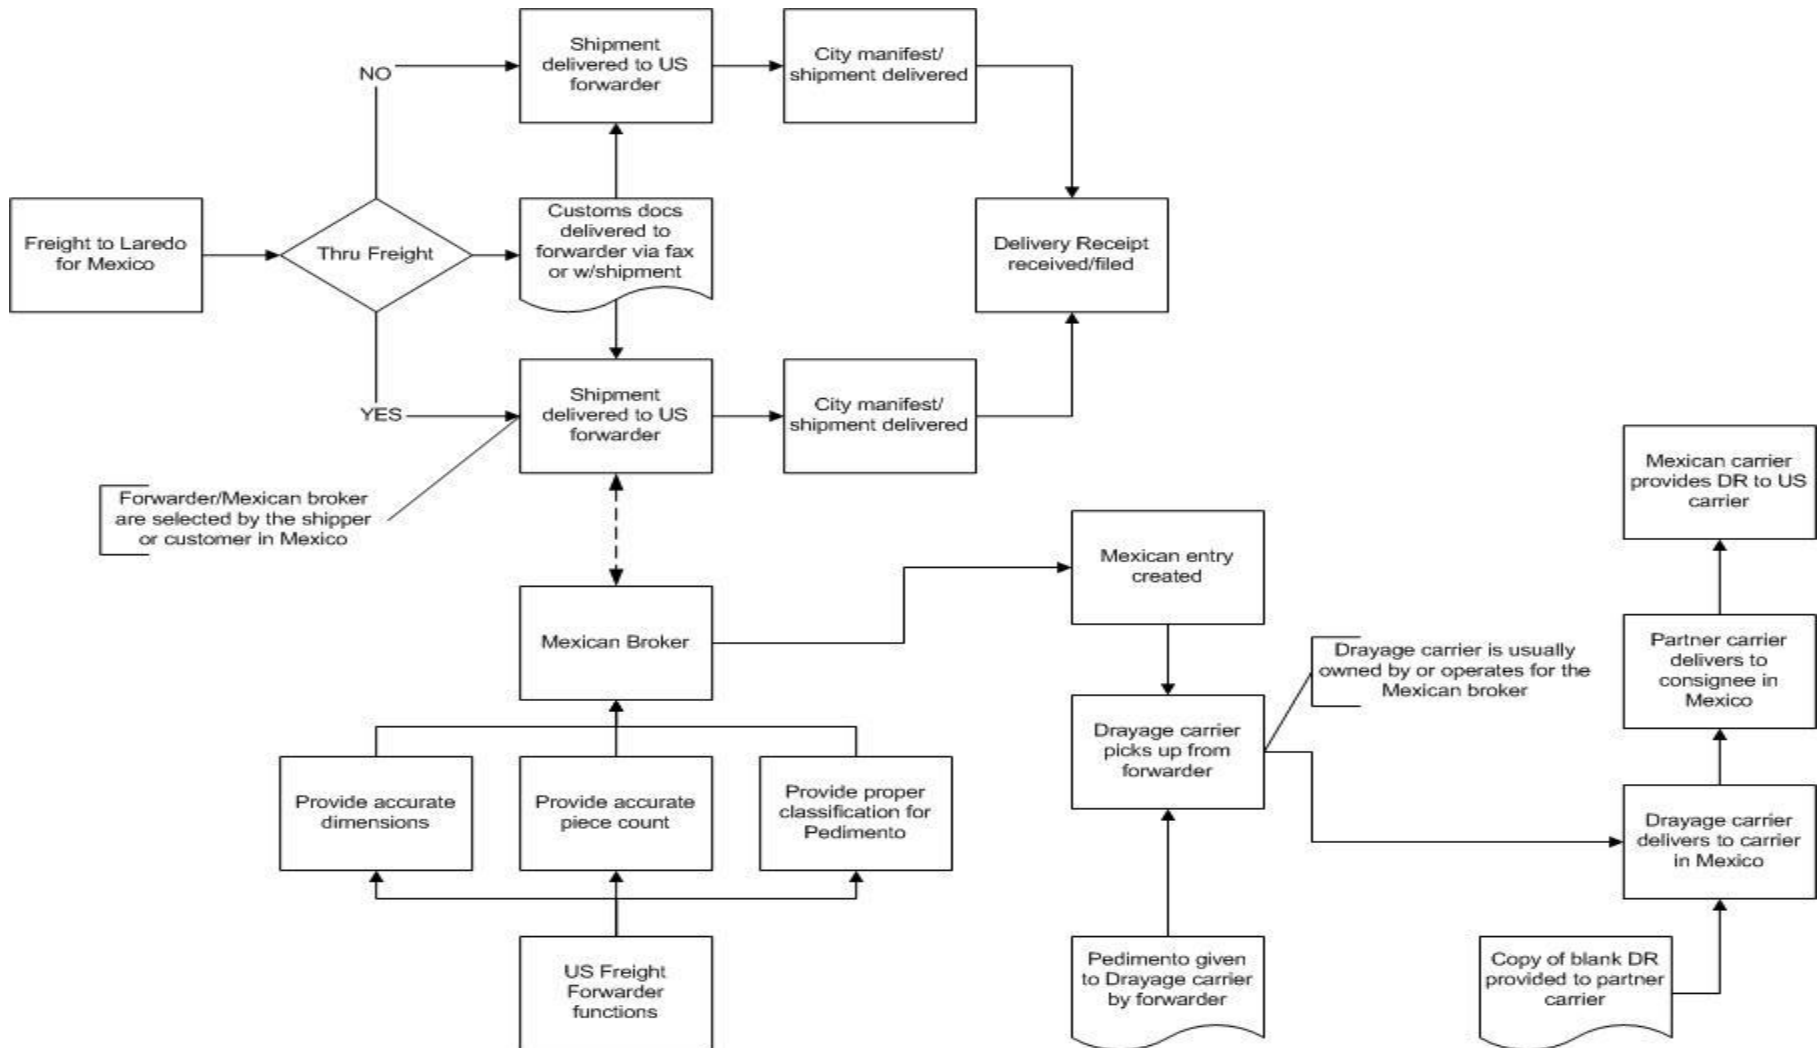 Shipment
delivered to US
forwarder
City manifest/
shipment delivered
NO
Freight to Laredo
for Mexico
Thru Freight
Customs docs
delivered to
forwarder via fax
or w/shipment
Delivery Receipt
received/filed
YES
Shipment
delivered to US
forwarder
City manifest/
shipment delivered
Forwarder/Mexican broker
are selected by the shipper
or customer in Mexico
Mexican carrier
provides DR to US
carrier
Mexican entry
created
Mexican Broker
Drayage carrier is usually
owned by or operates for the
Mexican broker
Partner carrier
delivers to
consignee in
Mexico
Drayage carrier
picks up from
forwarder
Provide accurate
dimensions
Provide accurate
piece count
Provide proper
classification for
Pedimento
Drayage carrier
delivers to carrier
in Mexico
US Freight
Forwarder
functions
Pedimento given
to Drayage carrier
by forwarder
Copy of blank DR
provided to partner
carrier